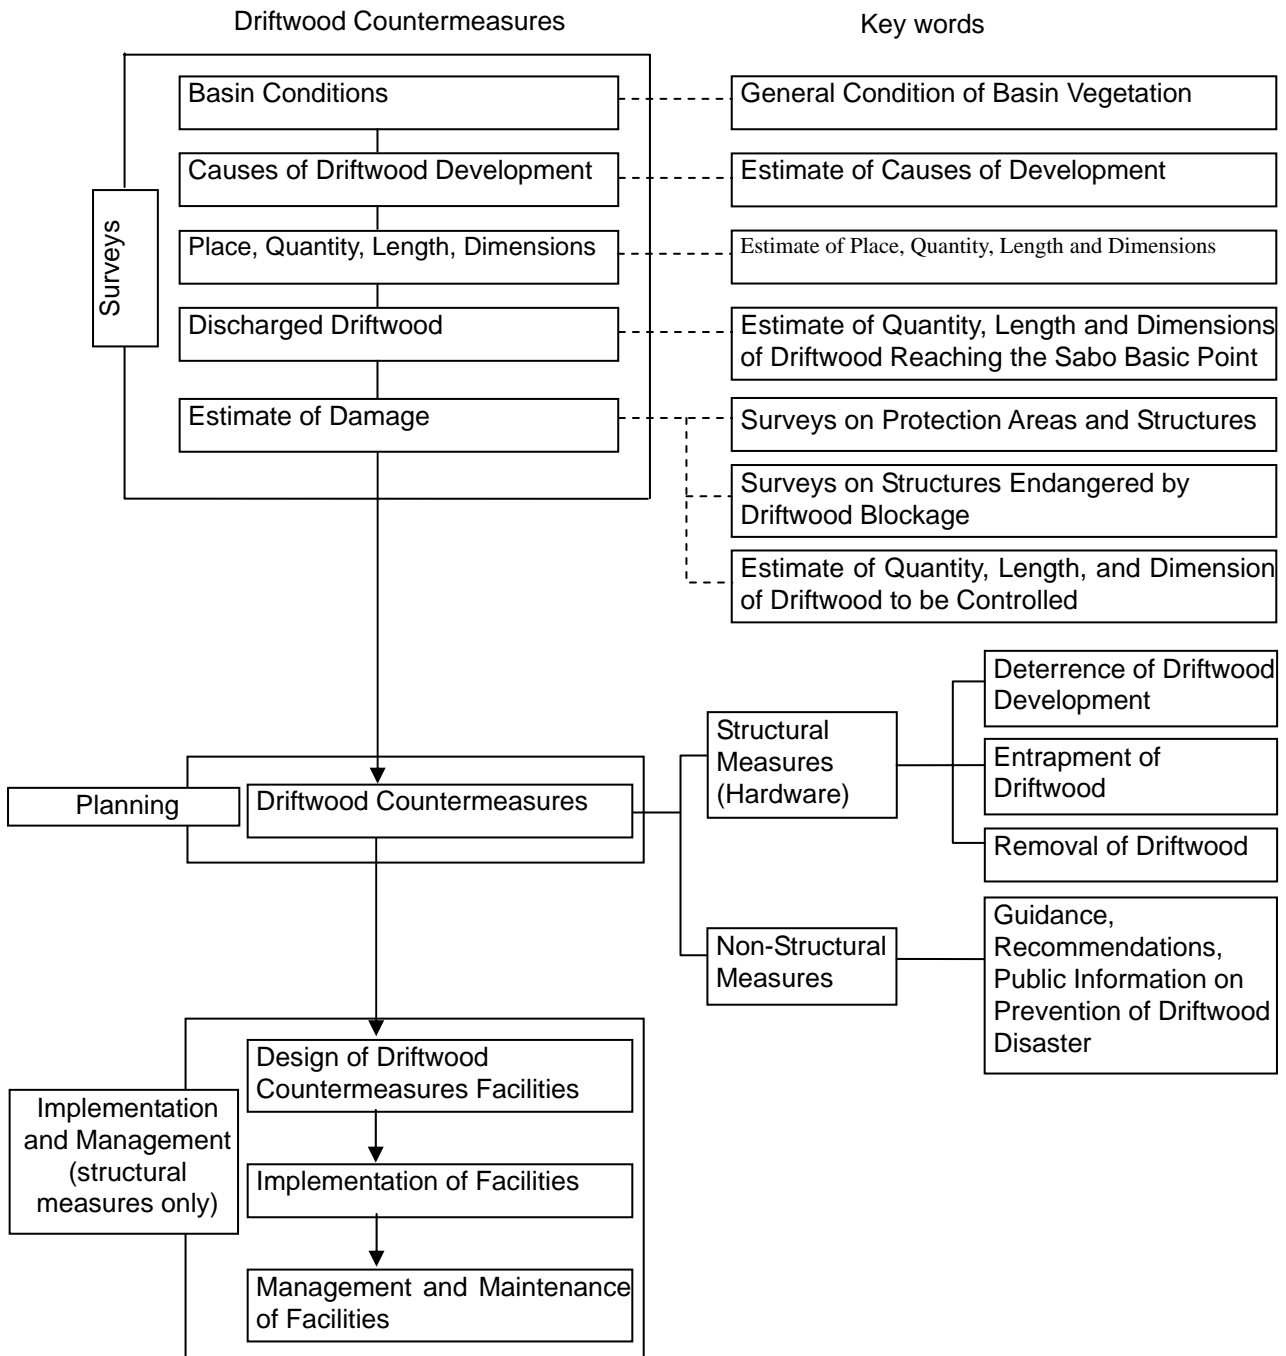 Driftwood Countermeasures
Key words
Surveys
Basin Conditions
General Condition of Basin Vegetation
Causes of Driftwood Development
Estimate of Causes of Development
Place, Quantity, Length, Dimensions
Estimate of Place, Quantity, Length and Dimensions
Discharged Driftwood
Estimate of Quantity, Length and Dimensions
of Driftwood Reaching the Sabo Basic Point
Estimate of Damage
Surveys on Protection Areas and Structures
Surveys on Structures Endangered by
Driftwood Blockage
Estimate of Quantity, Length, and Dimension
of Driftwood to be Controlled
Planning
Driftwood Countermeasures
Structural
Measures
(Hardware)
Deterrence of Driftwood
Development
Entrapment of
Driftwood
Removal of Driftwood
Non-Structural
Measures
Guidance,
Recommendations,
Public Information on
Prevention of Driftwood
Disaster
Implementation
and Management
(structural
measures only)
Design of Driftwood
Countermeasures Facilities
Implementation of Facilities
Management and Maintenance
of Facilities